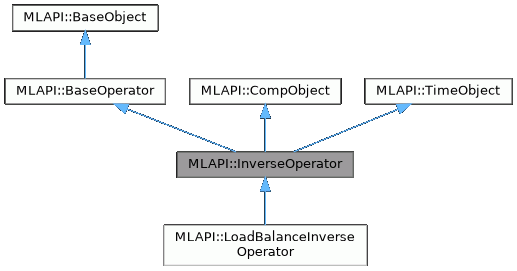 MLAPI::BaseObject
MLAPI::BaseOperator
MLAPI::CompObject
MLAPI::TimeObject
MLAPI::InverseOperator
MLAPI::LoadBalanceInverse
Operator